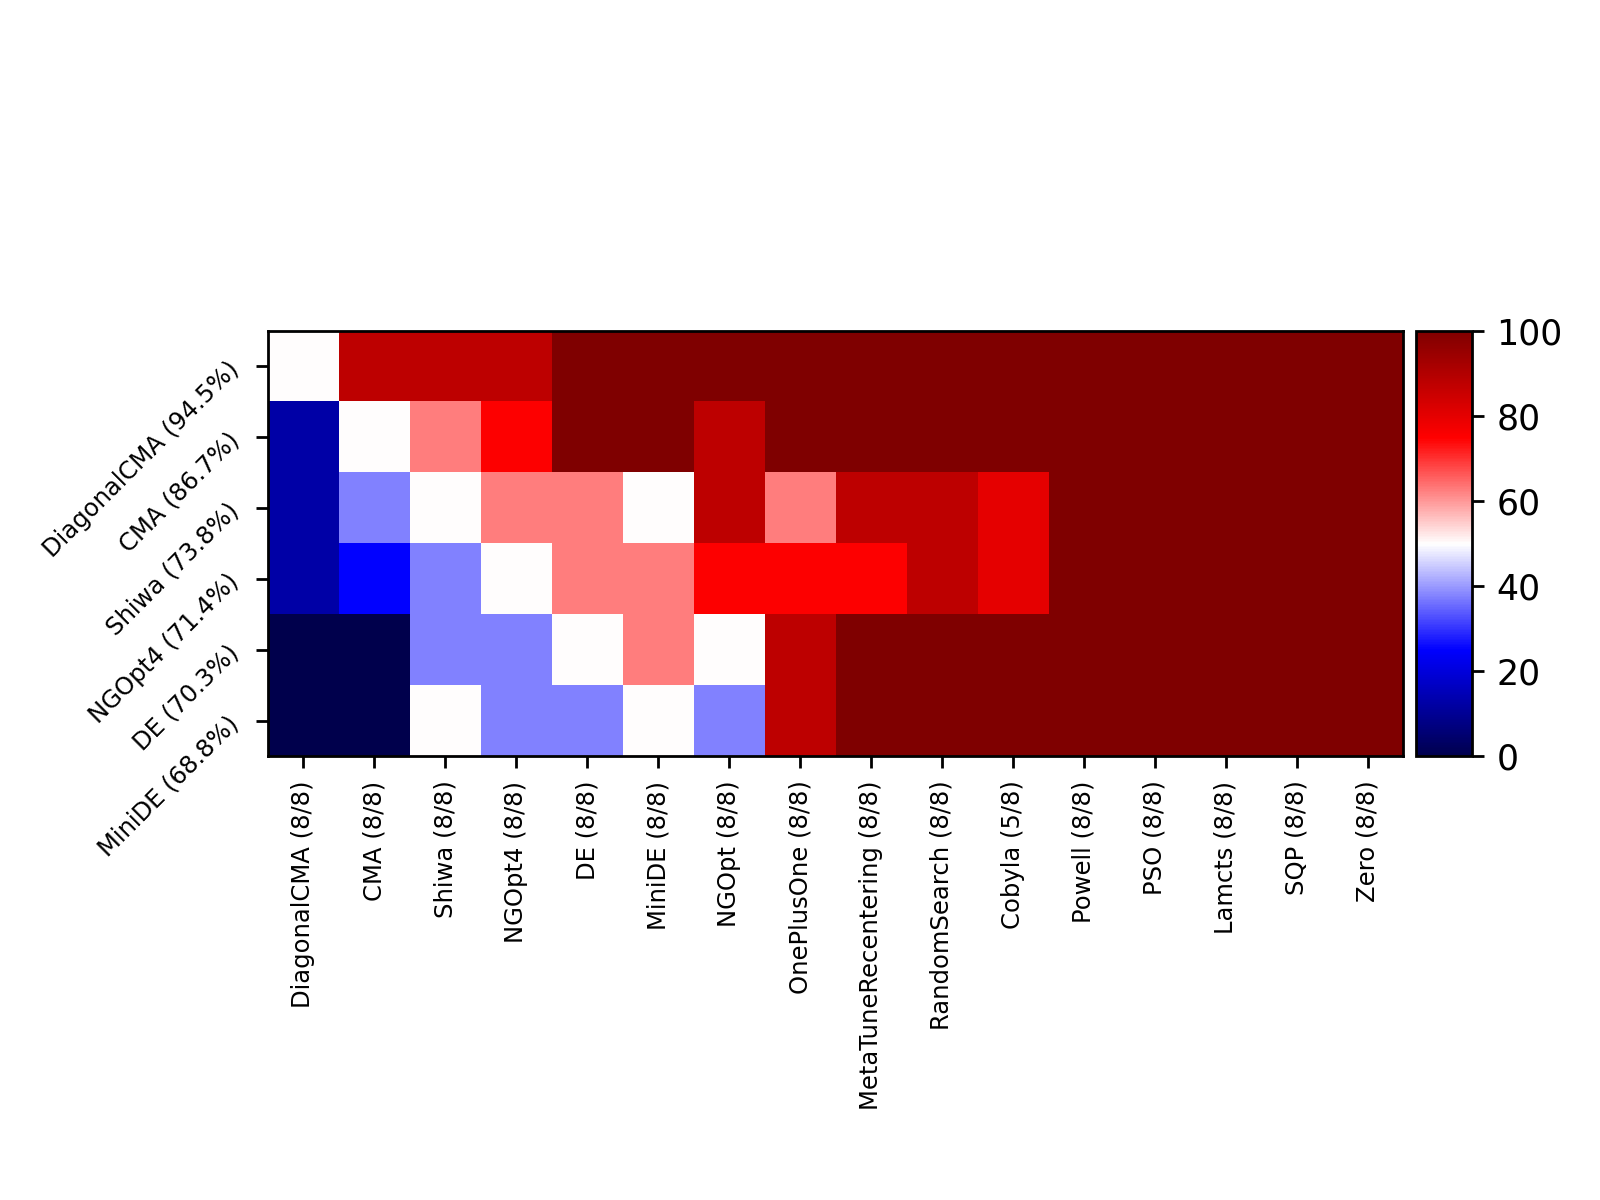 DiagonalCMA (94.5%)
CMA (86.7%)
Shiwa (73.8%)
NGOpt4 (71.4%)
DE (70.3%)
MiniDE (68.8%)
DiagonalCMA (8/8)
CMA (8/8)
Shiwa (8/8)
NGOpt4 (8/8)
DE (8/8)
MiniDE (8/8)
NGOpt (8/8)
OnePlusOne (8/8)
MetaTuneRecentering (8/8)
RandomSearch (8/8)
Cobyla (5/8)
Powell (8/8)
PSO (8/8)
Lamcts (8/8)
SQP (8/8)
Zero (8/8)
100
80
60
40
20
0